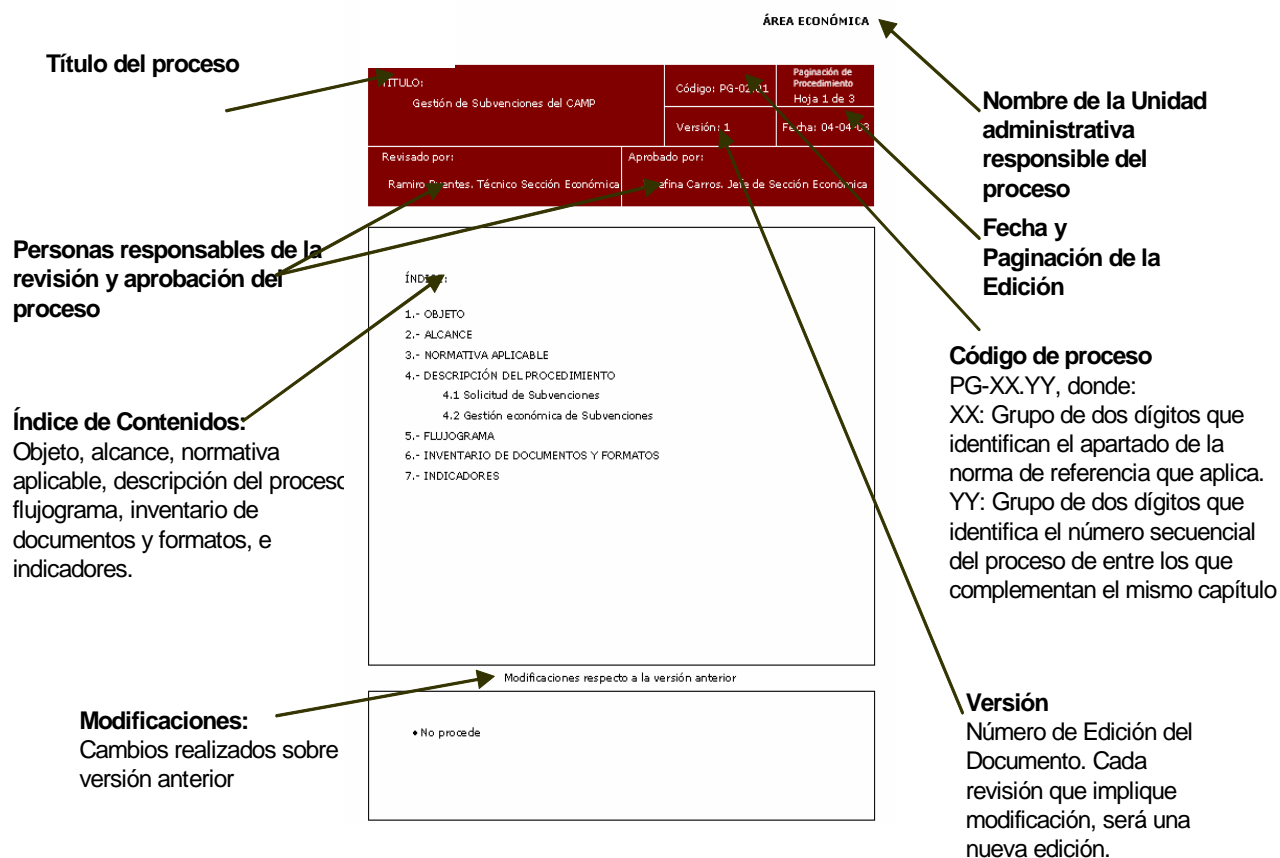 ÁREA ECONÓMICA
Título del proceso
TÍTULO:
Gestión de Subvenciones del CAMP
Código: PG-02.01
Paginación de
Procedimiento
Hoja 1 de 3
Versión: 1
Fecha: 04-04-03
Revisado por:
Ramiro Puentes. Técnico Sección Económica
Aprobado por:
Carros. Jefe de Sección Económica
Nombre de la Unidad
administrativa
responsible del
proceso
Fecha y
Paginación de la
Edición
Personas responsables de la
revisión y aprobación del
proceso
ÍNDICE:
1.- OBJETO
2.- ALCANCE
3.- NORMATIVA APLICABLE
4.- DESCRIPCIÓN DEL PROCEDIMIENTO
4.1 Solicitud de Subvenciones
4.2 Gestión económica de Subvenciones
5.- FLUJOGRAMA
6.- INVENTARIO DE DOCUMENTOS Y FORMATOS
7.- INDICADORES
Código de proceso
PG-XX.YY, donde:
XX: Grupo de dos dígitos que
identifican el apartado de la
norma de referencia que aplica.
YY: Grupo de dos dígitos que
identifica el número secuencial
del proceso de entre los que
complementan el mismo capítulo
Índice de Contenidos:
Objeto, alcance, normativa
aplicable, descripción del proceso
flujograma, inventario de
documentos y formatos, e
indicadores.
Modificaciones respecto a la versión anterior
Modificaciones:
Cambios realizados sobre
versión anterior
• No procede
Versión
Número de Edición del
Documento. Cada
revisión que implique
modificación, será una
nueva edición.